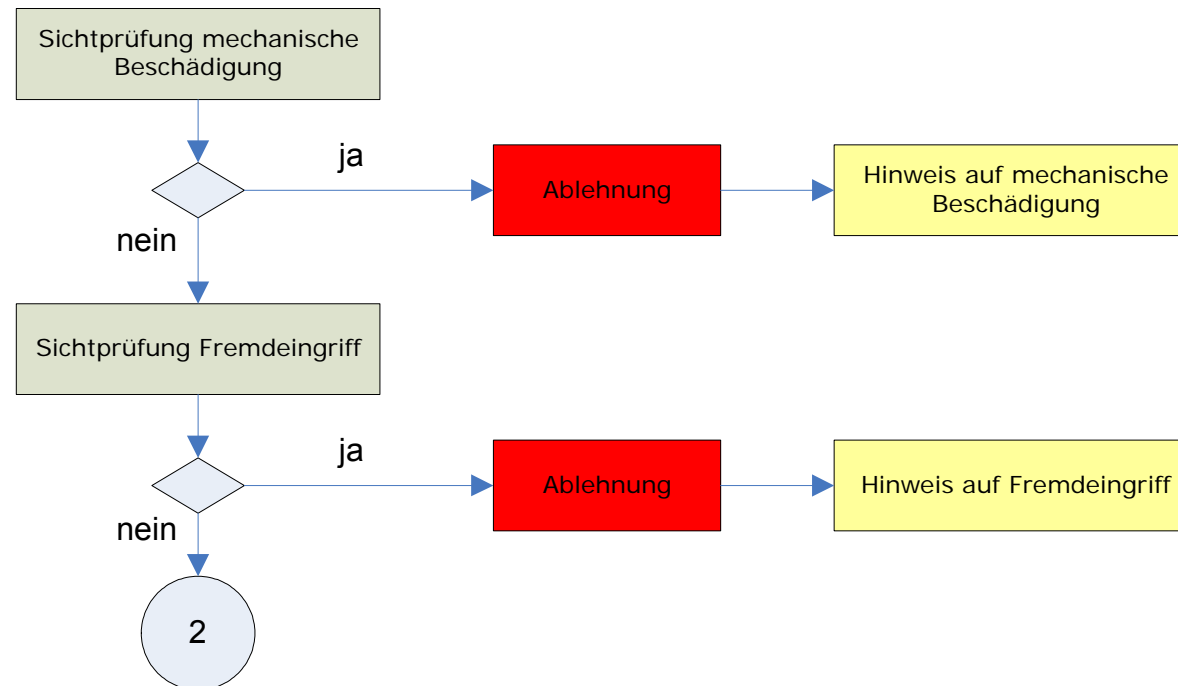 Sichtprüfung mechanische
Beschädigung
ja
Ablehnung
Hinweis auf mechanische
Beschädigung
nein
Sichtprüfung Fremdeingriff
ja
Ablehnung
Hinweis auf Fremdeingriff
nein
2